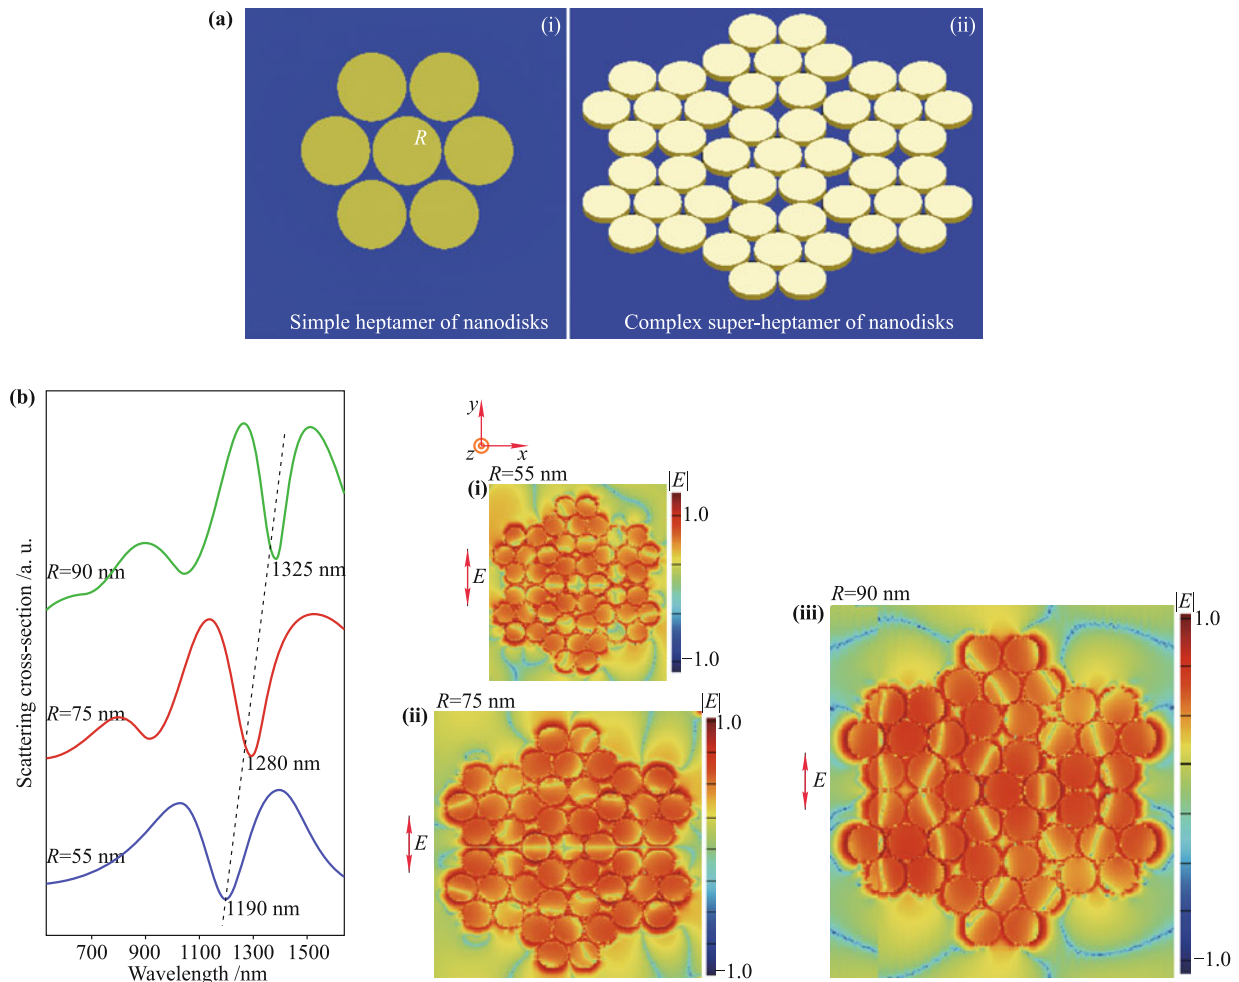 (a)
(i)
(ii)
R
Simple heptamer of nanodisks
Complex super-heptamer of nanodisks
(b)
Scattering cross-section /a. u.
R=90 nm
1325 nm
R=75 nm
1280 nm
R=55 nm
1190 nm
700 900 1100 1300 1500
Wavelength /nm
y
z
x
(i)
R=55 nm
|E|
1.0
E
−1.0
(ii)
R=75 nm
|E|
1.0
E
−1.0
(iii)
R=90 nm
|E|
1.0
E
−1.0